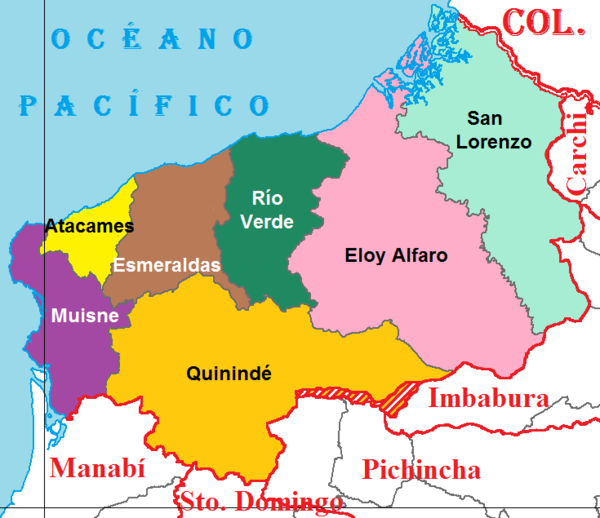 OCÉANO
PACÍFICO
COL.
San
Lorenzo
Carchi
Río
Verde
Atacames
Esmeraldas
Eloy Alfaro
Muisne
Quinindé
Imbabura
Manabí
Pichincha
Sto. Domingo